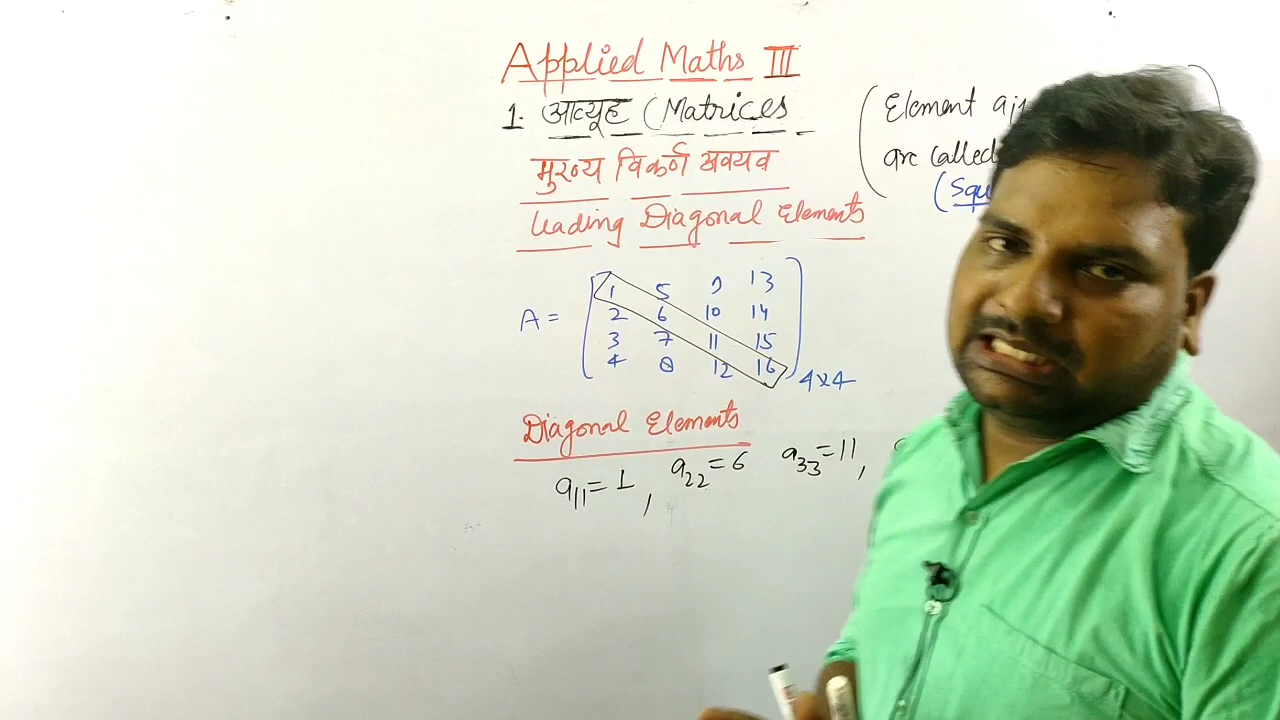 Applied Maths III
1. आव्यूह (Matrices
मुख्य विकर्ण अवयव
Leading Diagonal Elements
(Element aij
are called
(Squ
A = [1 5 9 13
2 6 10 14
3 7 11 15
4 8 12 16] 4x4
Diagonal Elements
a11 = 1, a22 = 6 a33 = 11,